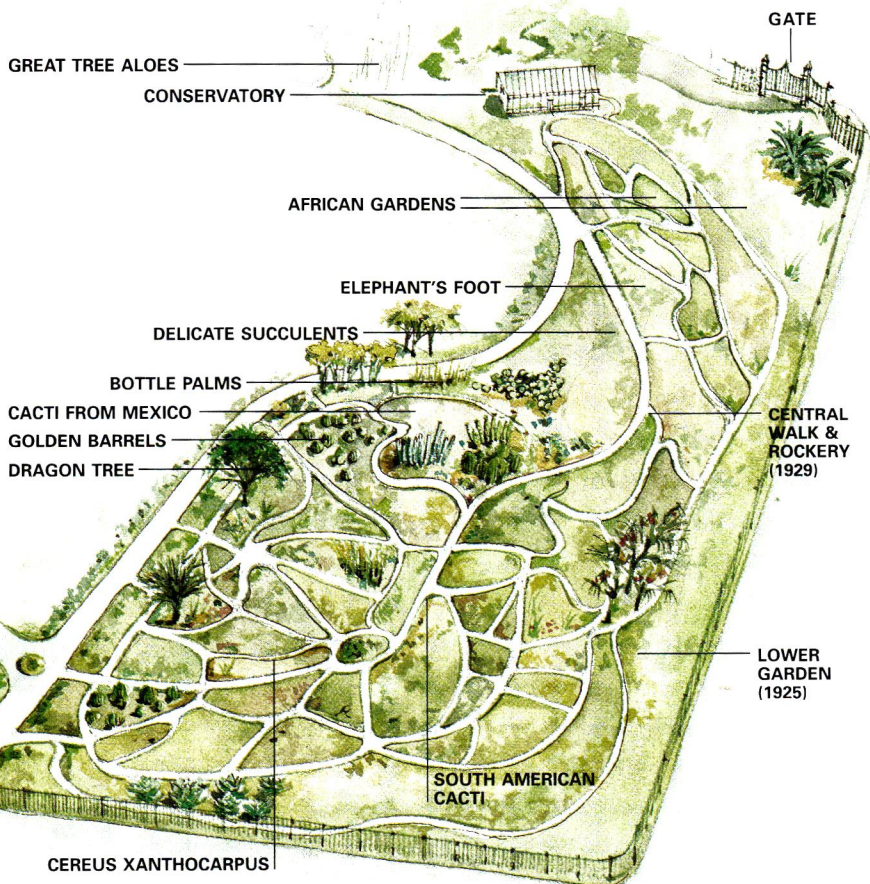 GATE
GREAT TREE ALOES
CONSERVATORY
AFRICAN GARDENS
ELEPHANT'S FOOT
DELICATE SUCCULENTS
BOTTLE PALMS
CACTI FROM MEXICO
GOLDEN BARRELS
DRAGON TREE
CENTRAL
WALK &
ROCKERY
(1929)
LOWER
GARDEN
(1925)
SOUTH AMERICAN
CACTI
CEREUS XANTHOCARPUS